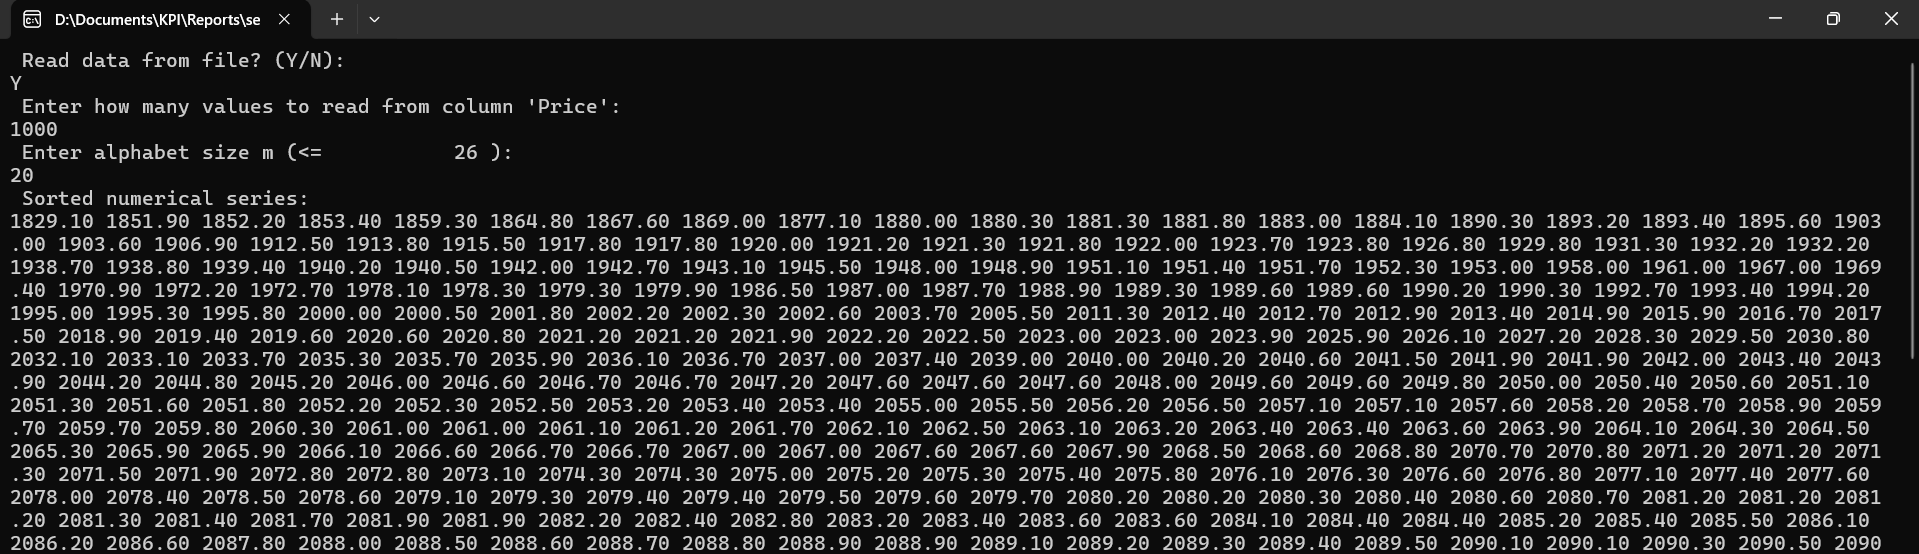 D:\Documents\KPI\Reports\se
Read data from file? (Y/N):
Y
Enter how many values to read from column 'Price':
1000
Enter alphabet size m (<=           26 ):
20
Sorted numerical series:
1829.10 1851.90 1852.20 1853.40 1859.30 1864.80 1867.60 1869.00 1877.10 1880.00 1880.30 1881.30 1881.80 1883.00 1884.10 1890.30 1893.20 1893.40 1895.60 1903
.00 1903.60 1906.90 1912.50 1913.80 1915.50 1917.80 1917.80 1920.00 1921.20 1921.30 1921.80 1922.00 1923.70 1923.80 1926.80 1929.80 1931.30 1932.20 1932.20
1938.70 1938.80 1939.40 1940.20 1940.50 1942.00 1942.70 1943.10 1945.50 1948.00 1948.90 1951.10 1951.40 1951.70 1952.30 1953.00 1958.00 1961.00 1967.00 1969
.40 1970.90 1972.20 1972.70 1978.10 1978.30 1979.30 1979.90 1986.50 1987.00 1987.70 1988.90 1989.30 1989.60 1989.60 1990.20 1990.30 1992.70 1993.40 1994.20
1995.00 1995.30 1995.80 2000.00 2000.50 2001.80 2002.20 2002.30 2002.60 2003.70 2005.50 2011.30 2012.40 2012.70 2012.90 2013.40 2014.90 2015.90 2016.70 2017
.50 2018.90 2019.40 2019.60 2020.60 2020.80 2021.20 2021.20 2021.90 2022.20 2022.50 2023.00 2023.00 2023.90 2025.90 2026.10 2027.20 2028.30 2029.50 2030.80
2032.10 2033.10 2033.70 2035.30 2035.70 2035.90 2036.10 2036.70 2037.00 2037.40 2039.00 2040.00 2040.20 2040.60 2041.50 2041.90 2041.90 2042.00 2043.40 2043
.90 2044.20 2044.80 2045.20 2046.00 2046.60 2046.70 2046.70 2047.20 2047.60 2047.60 2047.60 2048.00 2049.60 2049.60 2049.80 2050.00 2050.40 2050.60 2051.10
2051.30 2051.60 2051.80 2052.20 2052.30 2052.50 2053.20 2053.40 2053.40 2055.00 2055.50 2056.20 2056.50 2057.10 2057.10 2057.60 2058.20 2058.70 2058.90 2059
.70 2059.70 2059.80 2060.30 2061.00 2061.00 2061.10 2061.20 2061.70 2062.10 2062.50 2063.10 2063.20 2063.40 2063.40 2063.60 2063.90 2064.10 2064.30 2064.50
2065.30 2065.90 2065.90 2066.10 2066.60 2066.70 2066.70 2067.00 2067.00 2067.60 2067.60 2067.90 2068.50 2068.60 2068.80 2070.70 2070.80 2071.20 2071.20 2071
.30 2071.50 2071.90 2072.80 2072.80 2073.10 2074.30 2074.30 2075.00 2075.20 2075.30 2075.40 2075.80 2076.10 2076.30 2076.60 2076.80 2077.10 2077.40 2077.60
2078.00 2078.40 2078.50 2078.60 2079.10 2079.30 2079.40 2079.40 2079.50 2079.60 2079.70 2080.20 2080.20 2080.30 2080.40 2080.60 2080.70 2081.20 2081.20 2081
.20 2081.30 2081.40 2081.70 2081.90 2081.90 2082.20 2082.40 2082.80 2083.20 2083.40 2083.60 2083.60 2084.10 2084.40 2084.40 2085.20 2085.40 2085.50 2086.10
2086.20 2086.60 2087.80 2088.00 2088.50 2088.60 2088.70 2088.80 2088.90 2088.90 2089.10 2089.20 2089.30 2089.40 2089.50 2090.10 2090.10 2090.30 2090.50 2090